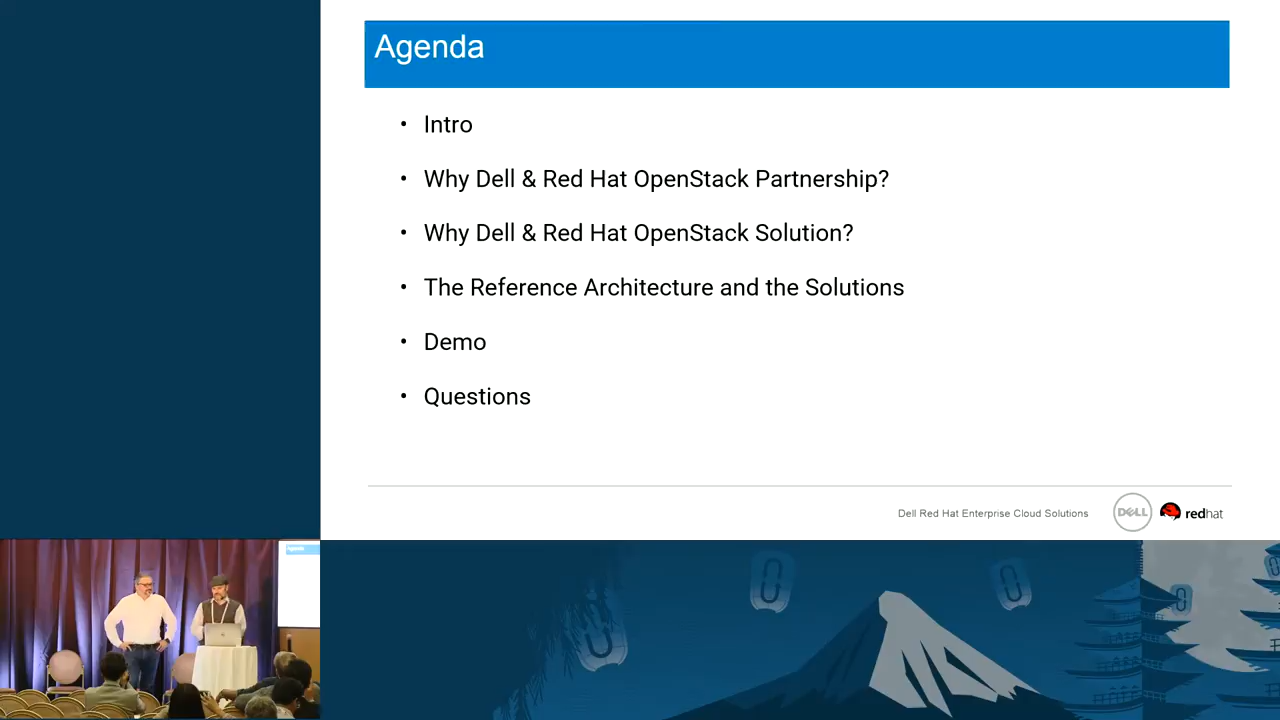 Agenda
• Intro
• Why Dell & Red Hat OpenStack Partnership?
• Why Dell & Red Hat OpenStack Solution?
• The Reference Architecture and the Solutions
• Demo
• Questions
Dell Red Hat Enterprise Cloud Solutions
DELL
redhat
Agenda